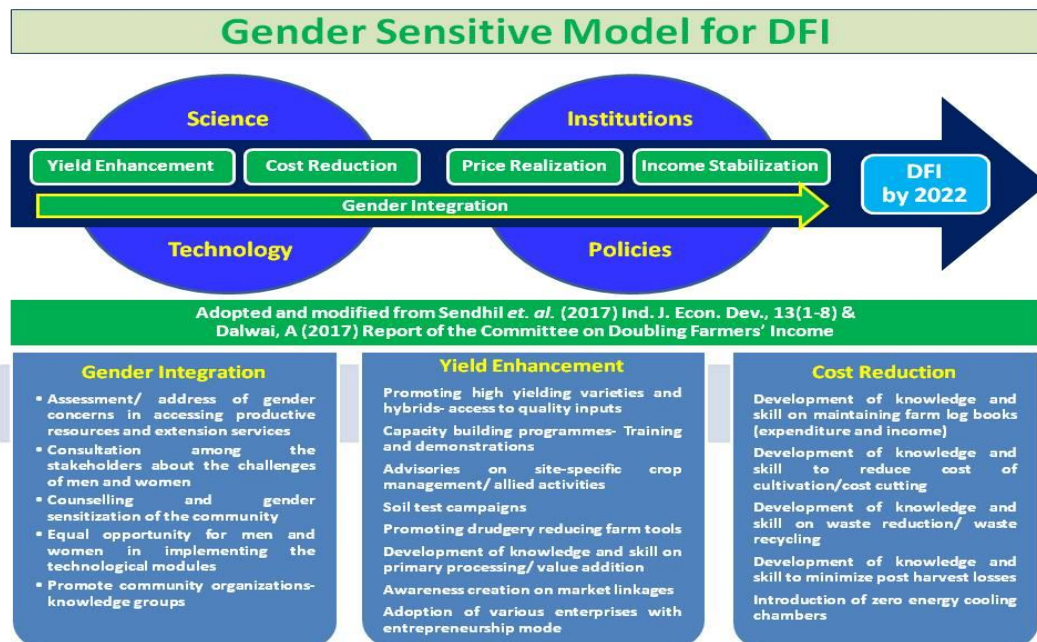 Gender Sensitive Model for DFI
Science
Institutions
Yield Enhancement
Cost Reduction
Price Realization
Income Stabilization
DFI
by 2022
Gender Integration
Technology
Policies
Adopted and modified from Sendhil et. al. (2017) Ind. J. Econ. Dev., 13(1-8) &
Dalwai, A (2017) Report of the Committee on Doubling Farmers' Income
Gender Integration
▪ Assessment/ address of gender
concerns in accessing productive
resources and extension services
▪ Consultation among the
stakeholders about the challenges
of men and women
▪ Counselling and gender
sensitization of the community
▪ Equal opportunity for men and
women in implementing the
technological modules
▪ Promote community organizations-
knowledge groups
Yield Enhancement
Promoting high yielding varieties and
hybrids- access to quality inputs
Capacity building programmes- Training
and demonstrations
Advisories on site-specific crop
management/ allied activities
Soil test campaigns
Promoting drudgery reducing farm tools
Development of knowledge and skill on
primary processing/ value addition
Awareness creation on market linkages
Adoption of various enterprises with
entrepreneurship mode
Cost Reduction
Development of knowledge and
skill on maintaining farm log books
(expenditure and income)
Development of knowledge and
skill to reduce cost of
cultivation/cost cutting
Development of knowledge and
skill on waste reduction/ waste
recycling
Development of knowledge and
skill to minimize post harvest losses
Introduction of zero energy cooling
chambers